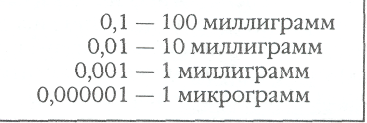 0,1 — 100 миллиграмм
0,01 — 10 миллиграмм
0,001 — 1 миллиграмм
0,000001 — 1 микрограмм